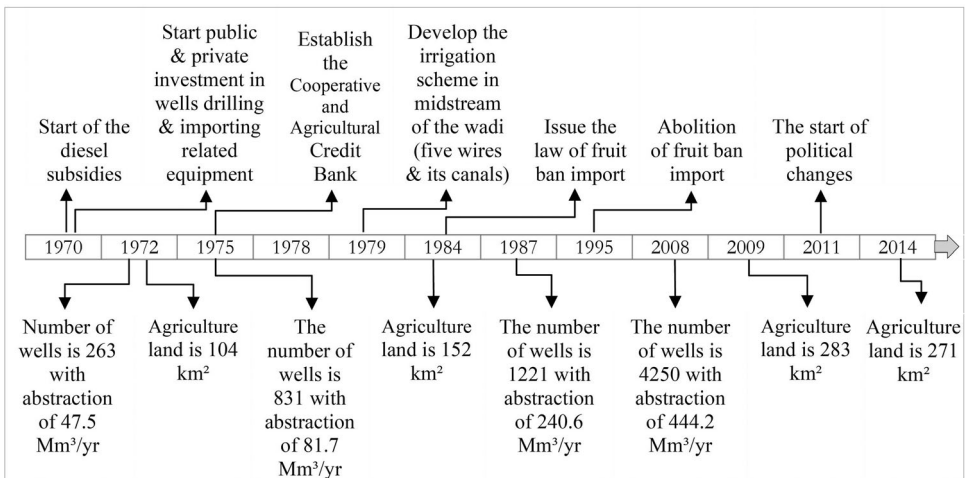 Start of the
diesel
subsidies
Start public
& private
investment in
wells drilling
& importing
related
equipment
Establish
the
Cooperative
and
Agricultural
Credit
Bank
Develop the
irrigation
scheme in
midstream
of the wadi
(five wires
& its canals)
Issue the
law of fruit
ban import
Abolition
of fruit ban
import
The start of
political
changes
1970 1972 1975 1978 1979 1984 1987 1995 2008 2009 2011 2014
Number of
wells is 263
with
abstraction
of 47.5
Mm³/yr
Agriculture
land is 104
km²
The
number of
wells is
831 with
abstraction
of 81.7
Mm³/yr
Agriculture
land is 152
km²
The number
of wells is
1221 with
abstraction
of 240.6
Mm³/yr
The number
of wells is
4250 with
abstraction
of 444.2
Mm³/yr
Agriculture
land is 283
km²
Agriculture
land is 271
km²